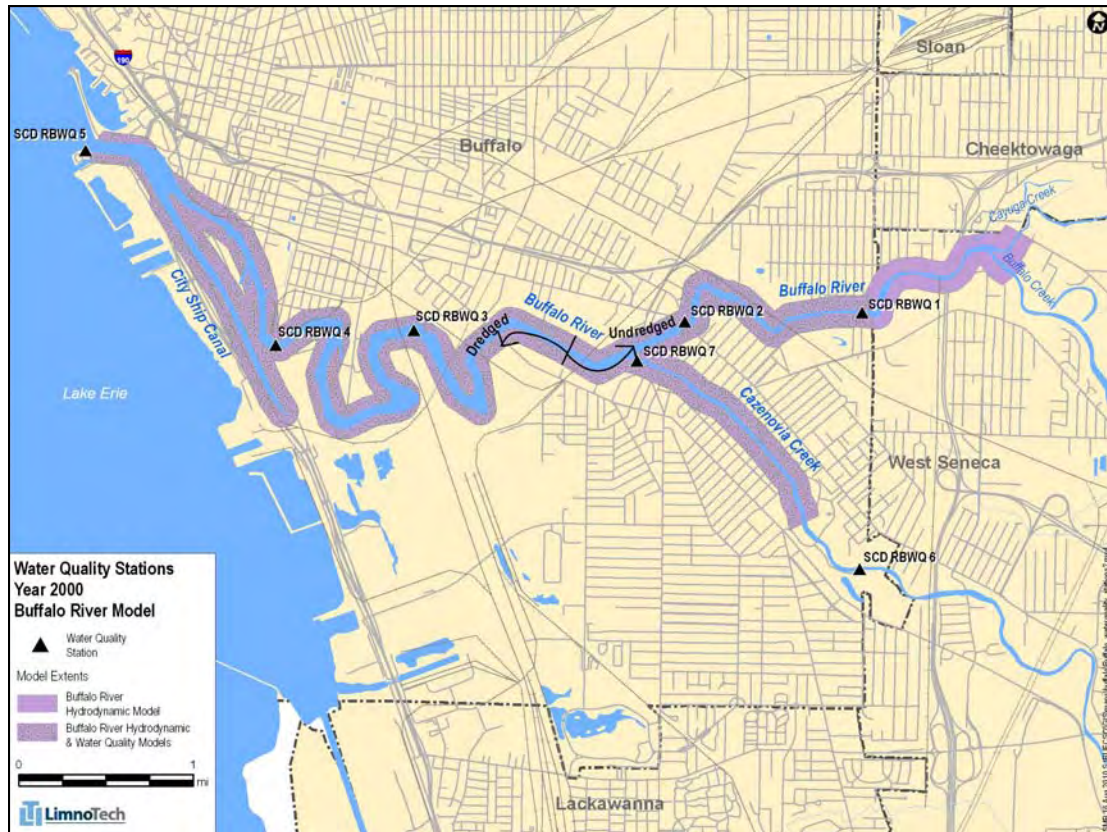 Sloan
190
SCD RBWQ 5
Buffalo
Cheektowaga
Cayuga Creek
Buffalo Creek
Buffalo River
SCD RBWQ 1
City Ship Canal
SCD RBWQ 4
SCD RBWQ 3
Dredged
Buffalo River
Undredged
SCD RBWQ 2
SCD RBWQ 7
Lake Erie
Cazenovia Creek
West Seneca
SCD RBWQ 6
Water Quality Stations
Year 2000
Buffalo River Model
Water Quality
Station
Model Extents
Buffalo River
Hydrodynamic Model
Buffalo River Hydrodynamic
& Water Quality Models
0 1
mi
LimnoTech
Lackawanna